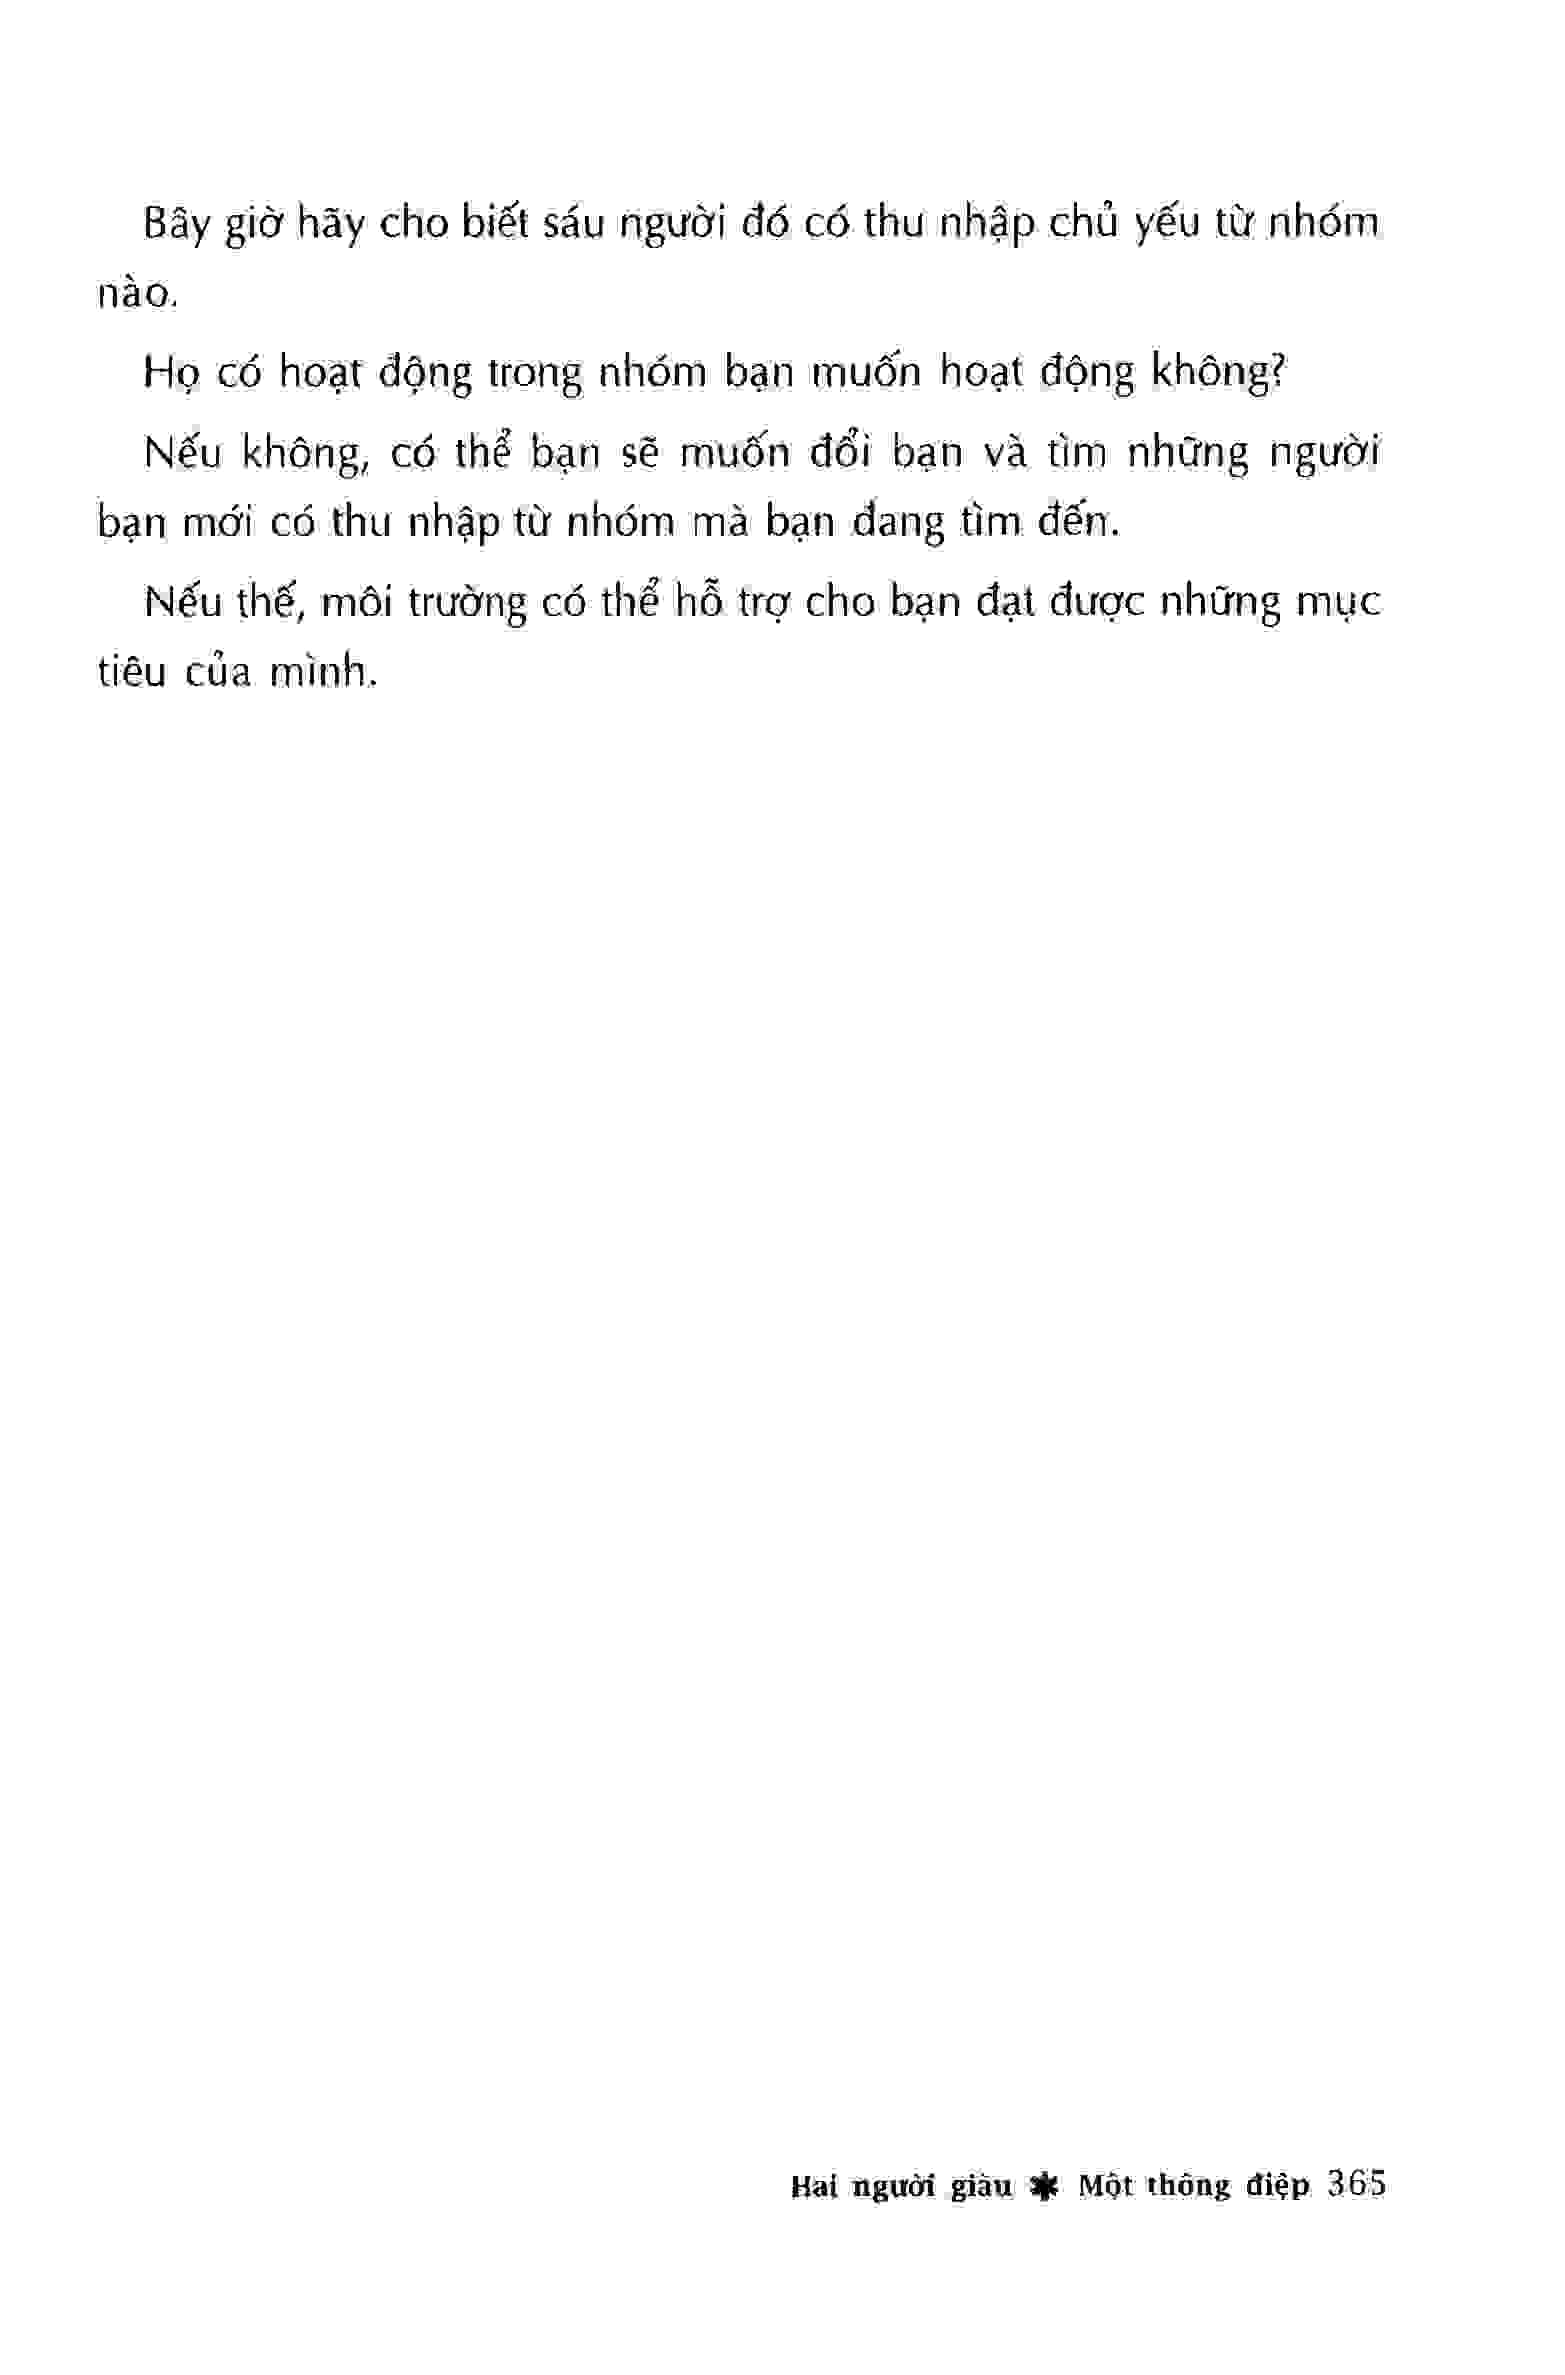 Bây giờ hãy cho biết sáu người đó có thu nhập chủ yếu từ nhóm
nào.
Họ có hoạt động trong nhóm bạn muốn hoạt động không?
Nếu không, có thể bạn sẽ muốn đổi bạn và tìm những người
bạn mới có thu nhập từ nhóm mà bạn đang tìm đến.
Nếu thế, môi trường có thể hỗ trợ cho bạn đạt được những mục
tiêu của mình.
Hai người giàu ✱ Một thông điệp 365